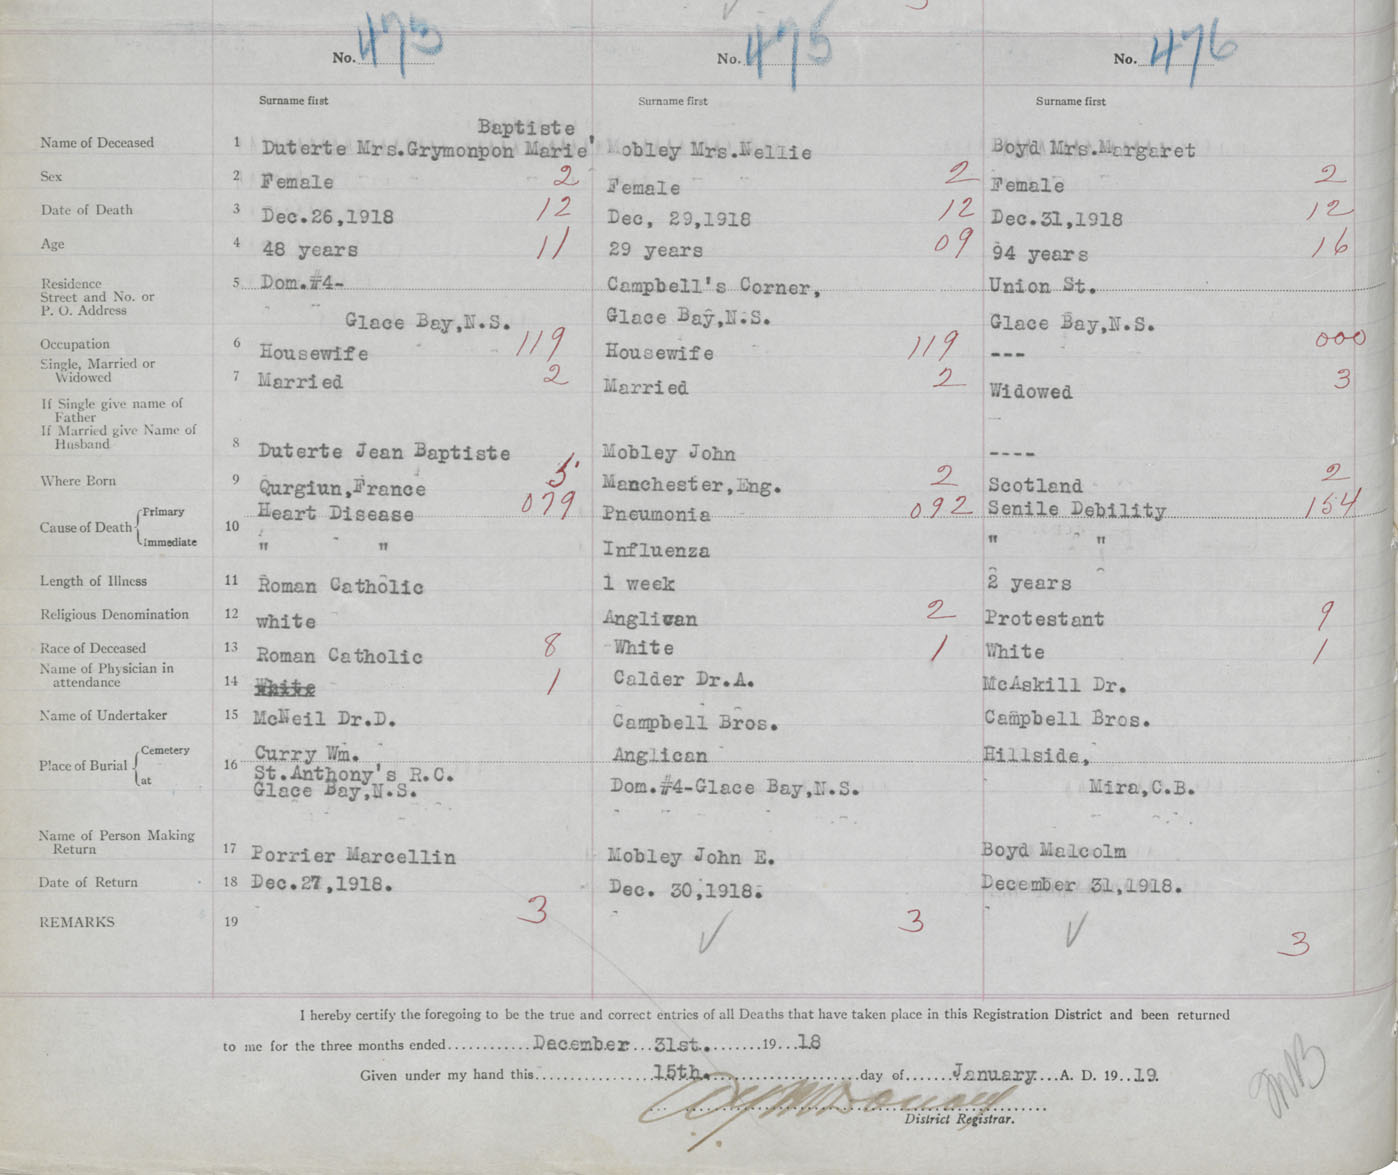 No. 473 No. 475 No. 476
Surname first Surname first Surname first
Baptiste
Name of Deceased 1 Duterte Mrs.Grymonpon Marie' Mobley Mrs.Nellie Boyd Mrs.Margaret
Sex 2 Female 2 Female 2 Female 2
Date of Death 3 Dec.26,1918 12 Dec, 29,1918 12 Dec.31,1918 12
Age 4 48 years 11 29 years 09 94 years 16
Residence 5 Dom.#4- Campbell's Corner, Union St.
Street and No. or
P. O. Address Glace Bay,N.S. Glace Bay,N.S. Glace Bay,N.S.
Occupation 6 Housewife 119 Housewife 119 --- 000
Single, Married or
Widowed 7 Married 2 Married 2 Widowed 3
If Single give name of
Father
If Married give Name of
Husband 8 Duterte Jean Baptiste Mobley John ----
Where Born 9 Qurgiun,France 5 Manchester,Eng. 2 Scotland 2
Cause of Death Primary 10 Heart Disease 079 Pneumonia 092 Senile Debility 154
Immediate " " Influenza " "
Length of Illness 11 Roman Catholic 1 week 2 years
Religious Denomination 12 white Anglican 2 Protestant 9
Race of Deceased 13 Roman Catholic 8 White 1 White 1
Name of Physician in
attendance 14 White 1 Calder Dr.A. McAskill Dr.
Name of Undertaker 15 McNeil Dr.D. Campbell Bros. Campbell Bros.
Place of Burial Cemetery 16 Curry Wm. Anglican Hillside,
at St.Anthony's R.C. Dom.#4-Glace Bay,N.S. Mira,C.B.
Glace Bay,N.S.
Name of Person Making
Return 17 Porrier Marcellin Mobley John E. Boyd Malcolm
Date of Return 18 Dec.27,1918. Dec. 30,1918. December 31,1918.
REMARKS 19 3 3 3
I hereby certify the foregoing to be the true and correct entries of all Deaths that have taken place in this Registration District and been returned
to me for the three months ended............December...31st.........19...18
Given under my hand this.................15th.......................day of.......January....A. D. 19..19.
District Registrar.